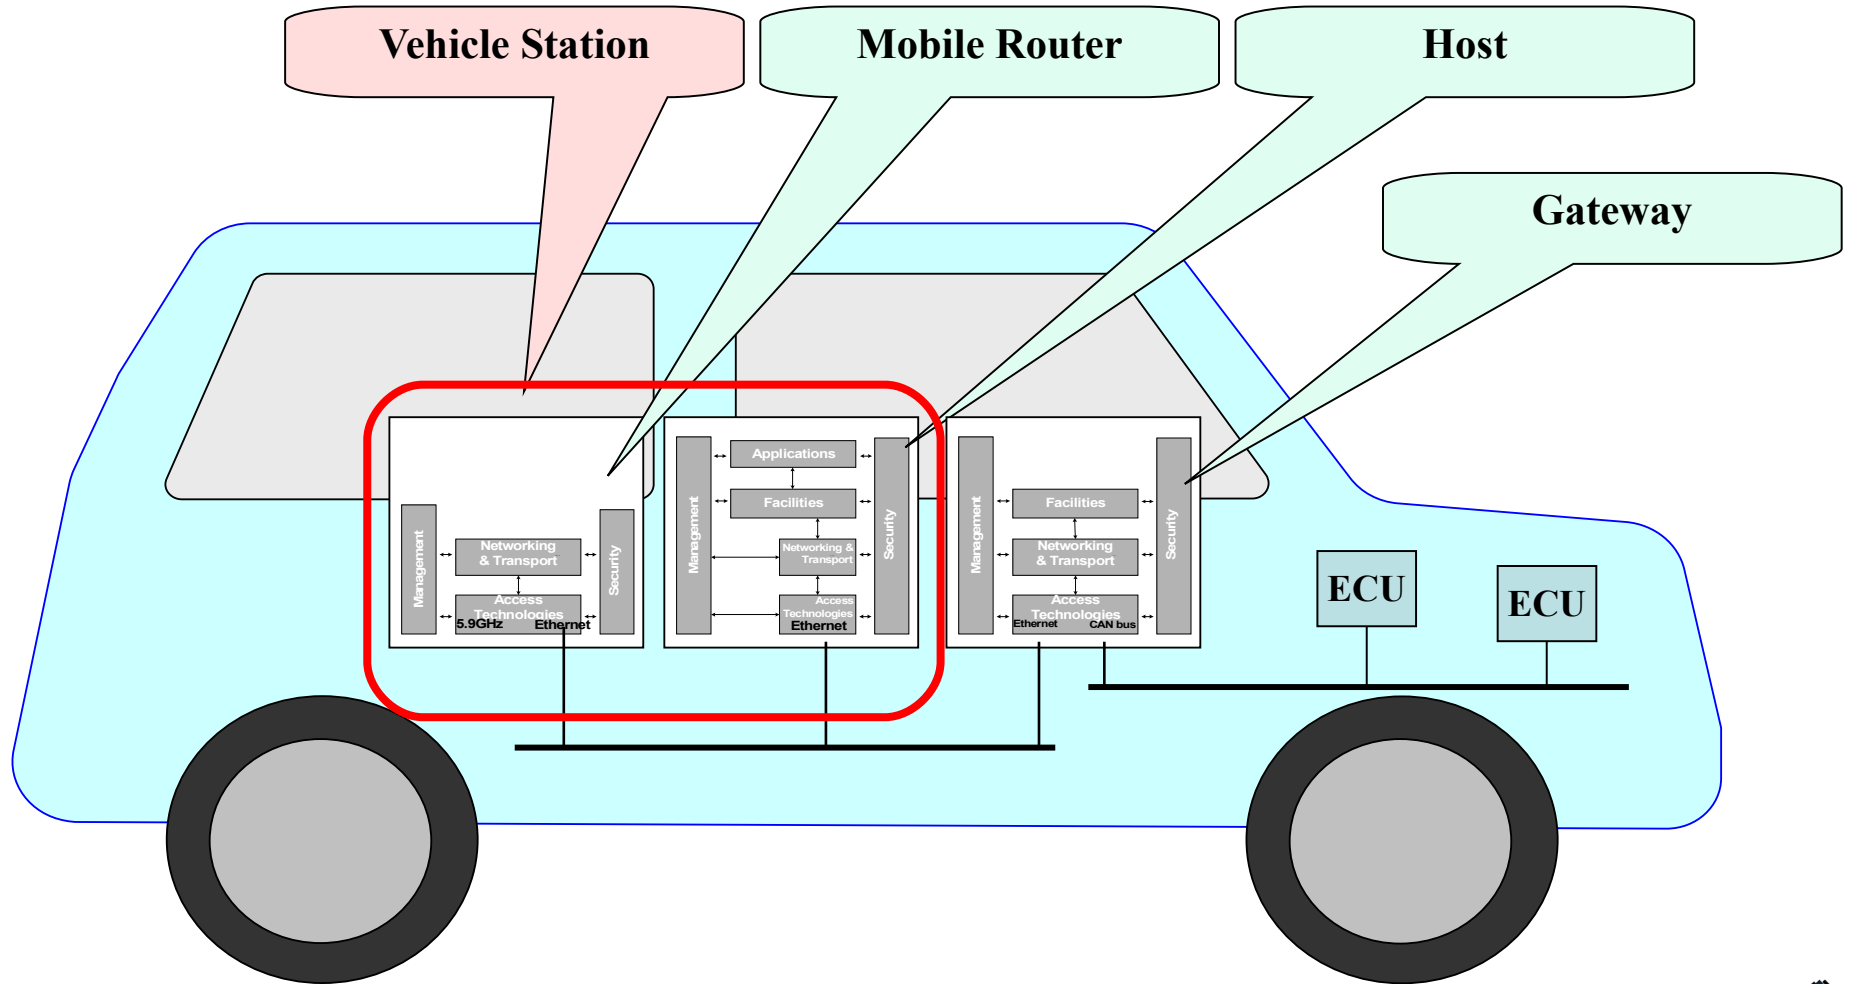 Vehicle Station
Mobile Router
Host
Gateway
Management
Networking
& Transport
Access
Technologies
5.9GHz
Ethernet
Security
Management
Applications
Facilities
Networking &
Transport
Access
Technologies
Ethernet
Security
Management
Facilities
Networking
& Transport
Access
Technologies
Ethernet
CAN bus
Security
ECU
ECU